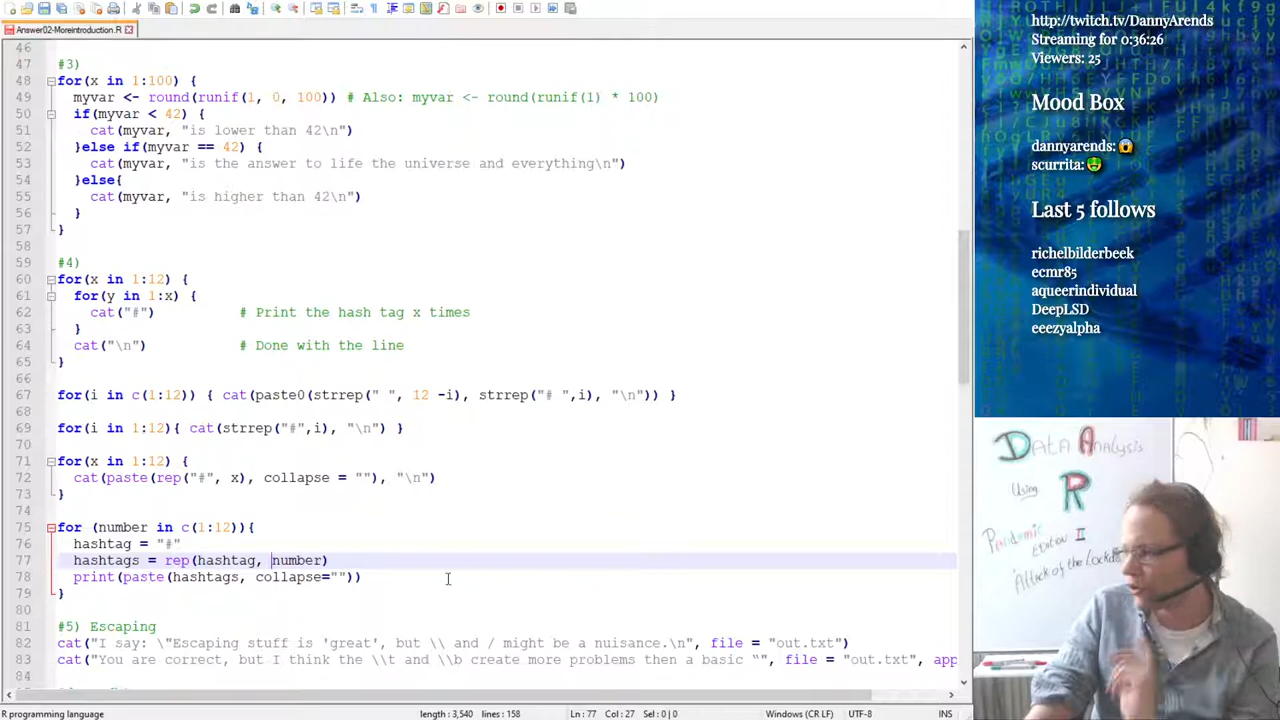 Answer02-Moreintroduction.R
46
47 #3)
48 for(x in 1:100) {
49 myvar <- round(runif(1, 0, 100)) # Also: myvar <- round(runif(1) * 100)
50 if(myvar < 42) {
51 cat(myvar, "is lower than 42\n")
52 }else if(myvar == 42) {
53 cat(myvar, "is the answer to life the universe and everything\n")
54 }else{
55 cat(myvar, "is higher than 42\n")
56 }
57 }
58
59 #4)
60 for(x in 1:12) {
61 for(y in 1:x) {
62 cat("#") # Print the hash tag x times
63 }
64 cat("\n") # Done with the line
65 }
66
67 for(i in c(1:12)) { cat(paste0(strrep(" ", 12 -i), strrep("# ",i), "\n")) }
68
69 for(i in 1:12){ cat(strrep("#",i), "\n") }
70
71 for(x in 1:12) {
72 cat(paste(rep("#", x), collapse = ""), "\n")
73 }
74
75 for (number in c(1:12)){
76 hashtag = "#"
77 hashtags = rep(hashtag, number)
78 print(paste(hashtags, collapse=""))
79 }
80
81 #5) Escaping
82 cat("I say: \"Escaping stuff is 'great', but \\ and / might be a nuisance.\n", file = "out.txt")
83 cat("You are correct, but I think the \\t and \\b create more problems then a basic “", file = "out.txt", app
84
R programming language length : 3,540 lines : 158 Ln : 77 Col : 27 Sel : 0 | 0 Windows (CR LF) UTF-8 INS
http://twitch.tv/DannyArends
Streaming for 0:36:26
Viewers: 25
Mood Box
dannyarends: 😱
scurrita: 🤑
Last 5 follows
richelbilderbeek
ecmr85
aqueerindividual
DeepLSD
eeezyalpha
Data Analysis
Using R
Pandemic
Edition II
'Attack of the Lockdo